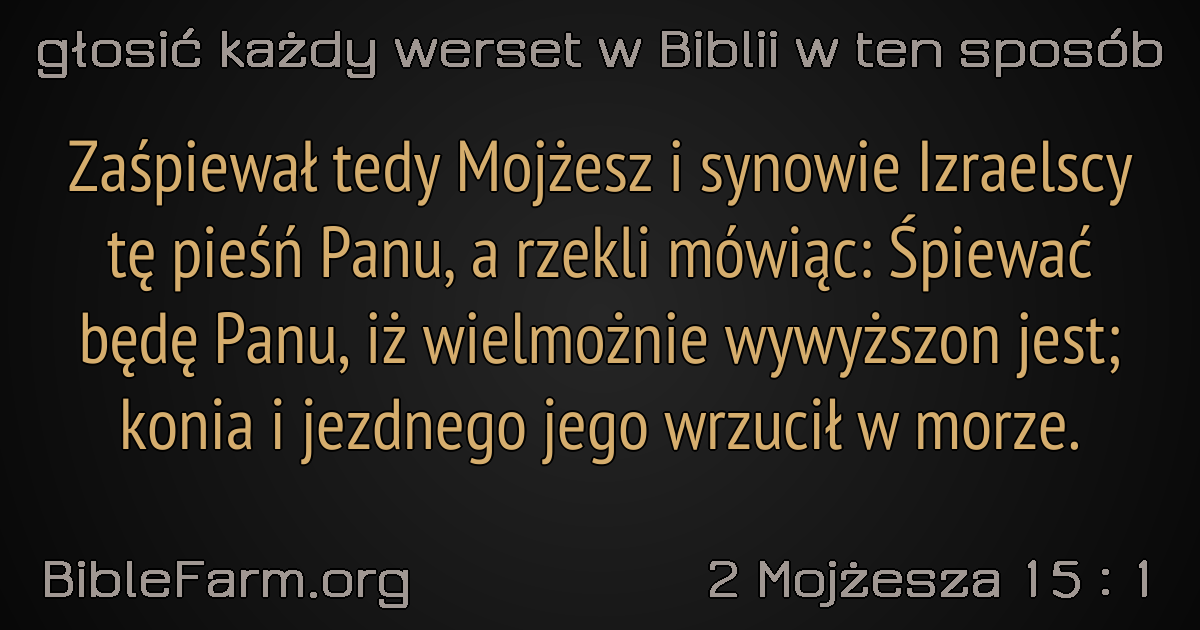 głosić każdy werset w Biblii w ten sposób
Zaśpiewał tedy Mojżesz i synowie Izraelscy
tę pieśń Panu, a rzekli mówiąc: Śpiewać
będę Panu, iż wielmożnie wywyższon jest;
konia i jezdnego jego wrzucił w morze.
BibleFarm.org
2 Mojżesza 15 : 1